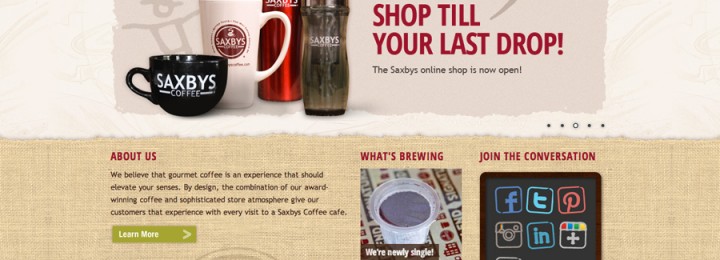 SHOP TILL
YOUR LAST DROP!
The Saxbys online shop is now open!
SAXBYS
SAXBYS
COFFEE
SAXBYS
SAXBYS
COFFEE
ABOUT US
We believe that gourmet coffee is an experience that should
elevate your senses. By design, the combination of our award-
winning coffee and sophisticated store atmosphere give our
customers that experience with every visit to a Saxbys Coffee cafe.
Learn More >
WHAT'S BREWING
We're newly single!
JOIN THE CONVERSATION
f
t
in
+